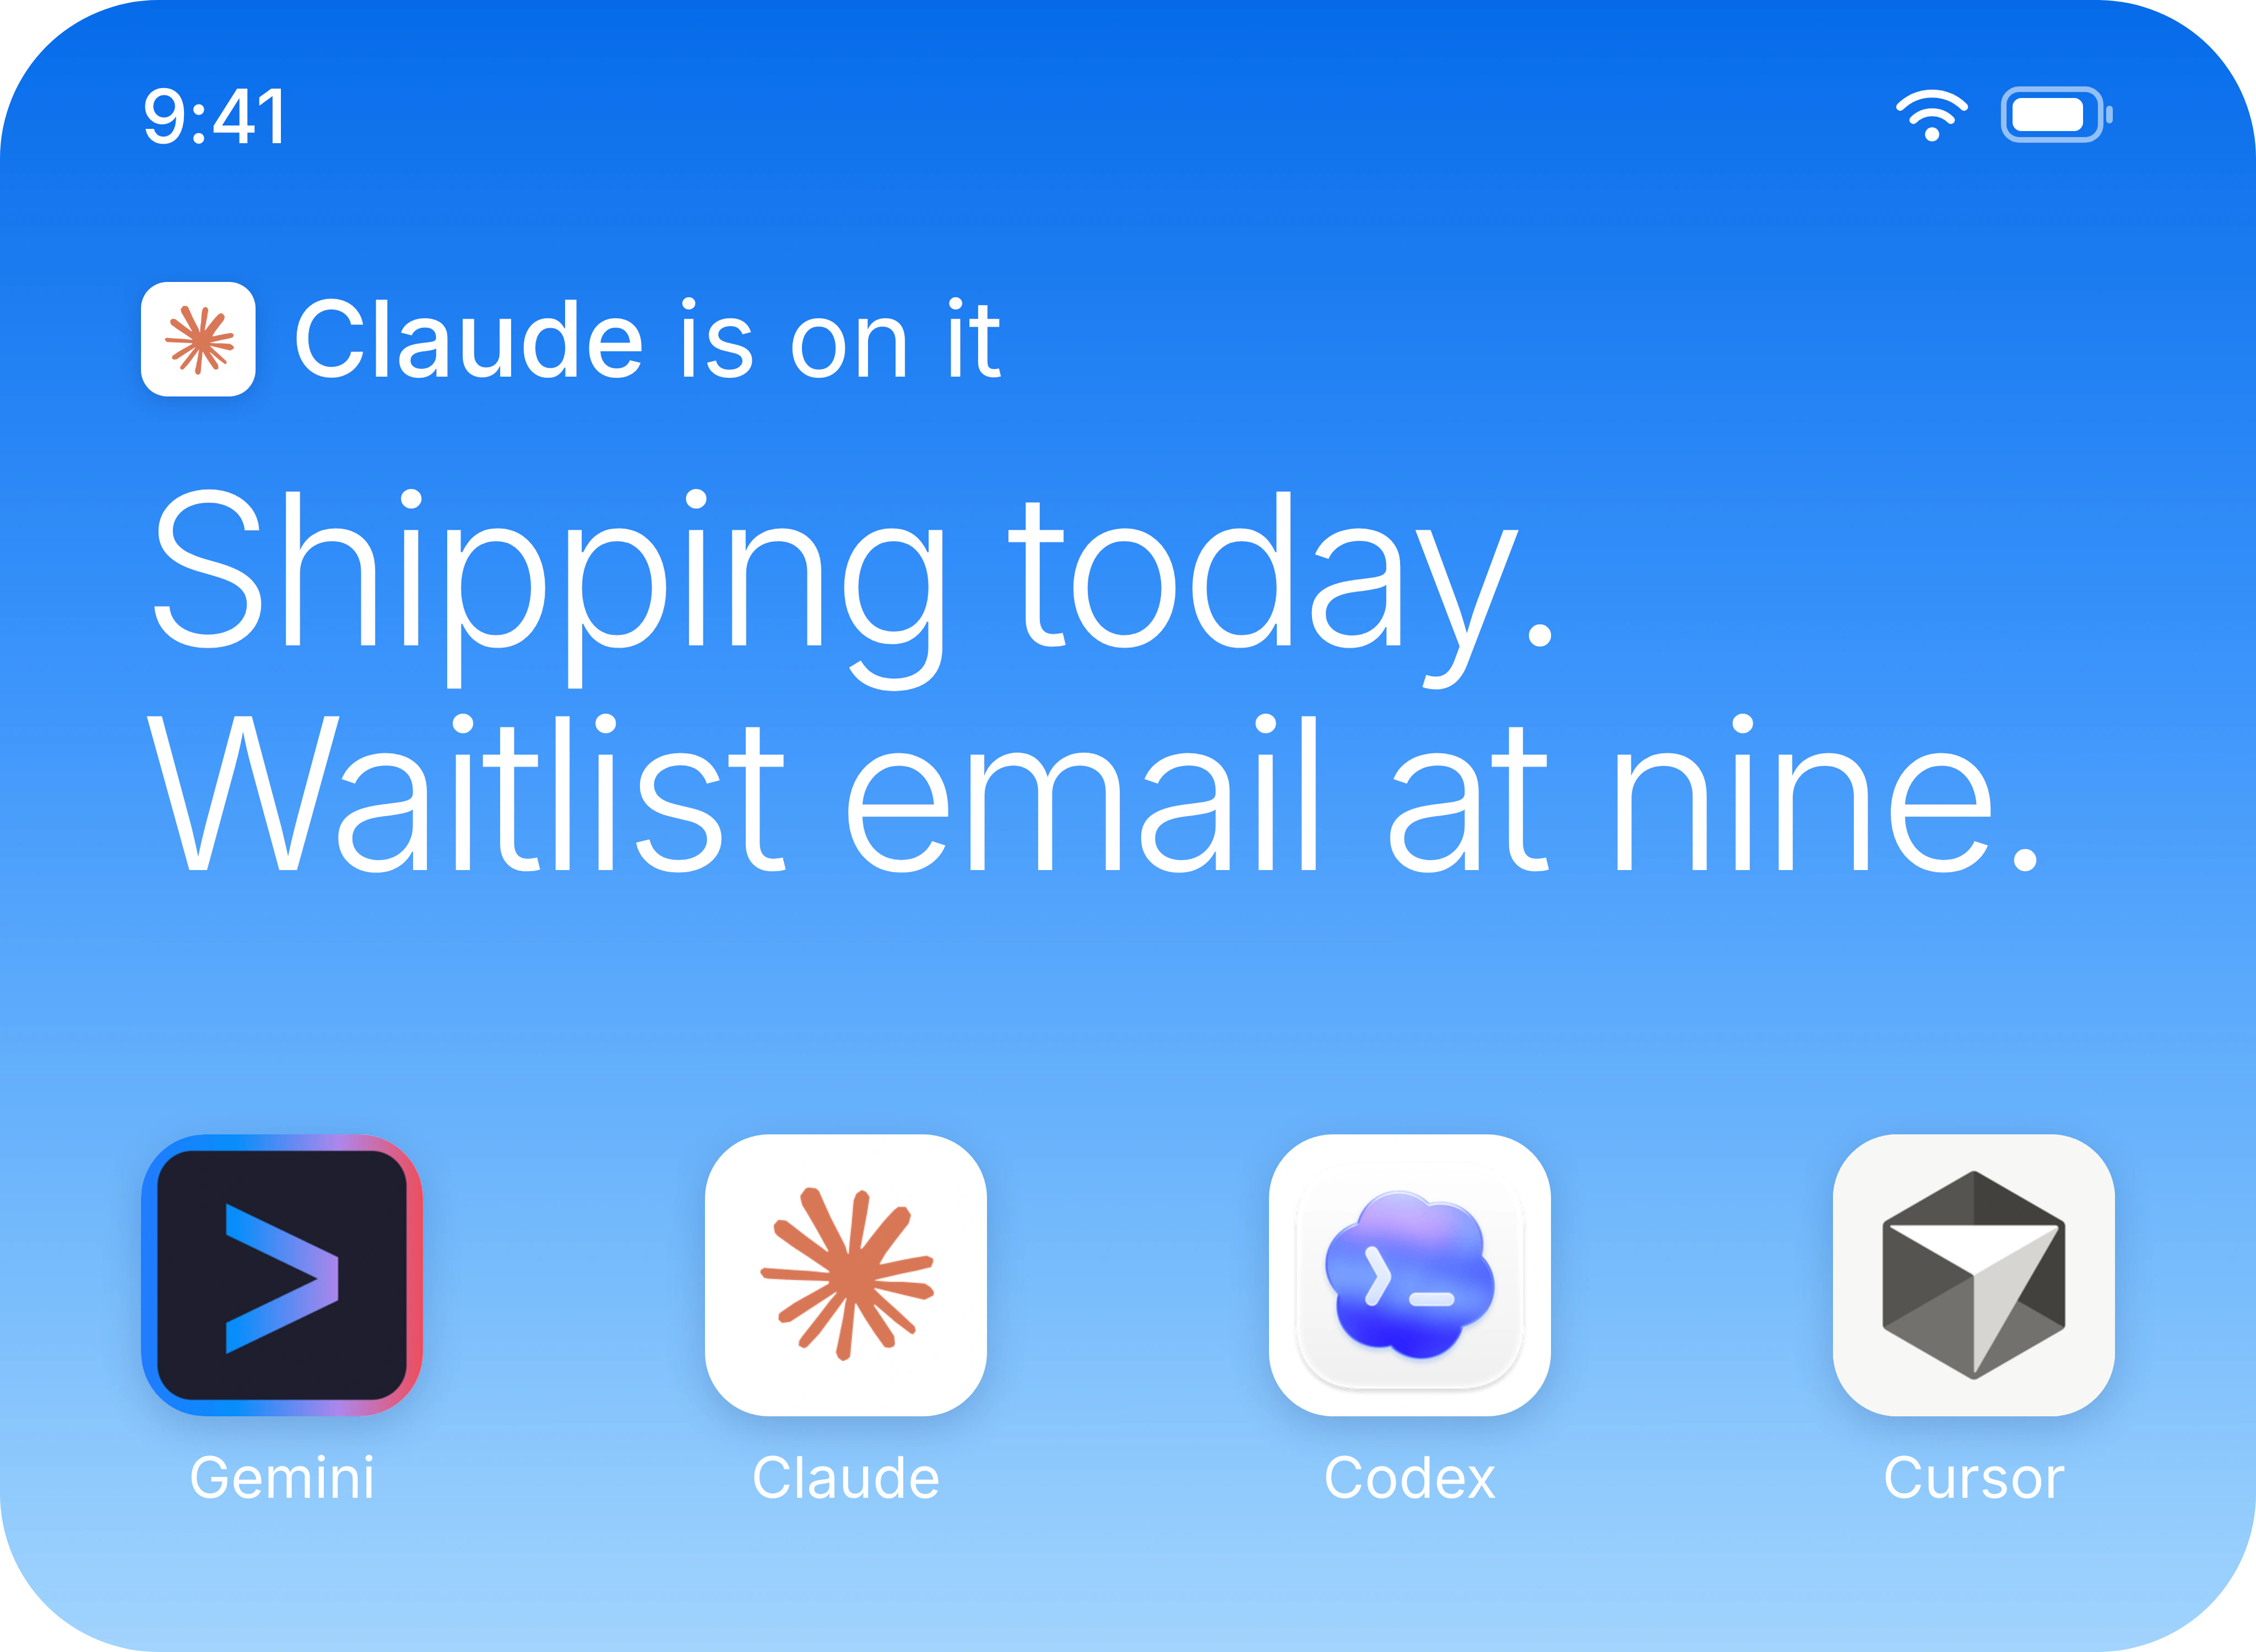 9:41
Claude is on it
Shipping today.
Waitlist email at nine.
Gemini
Claude
Codex
Cursor